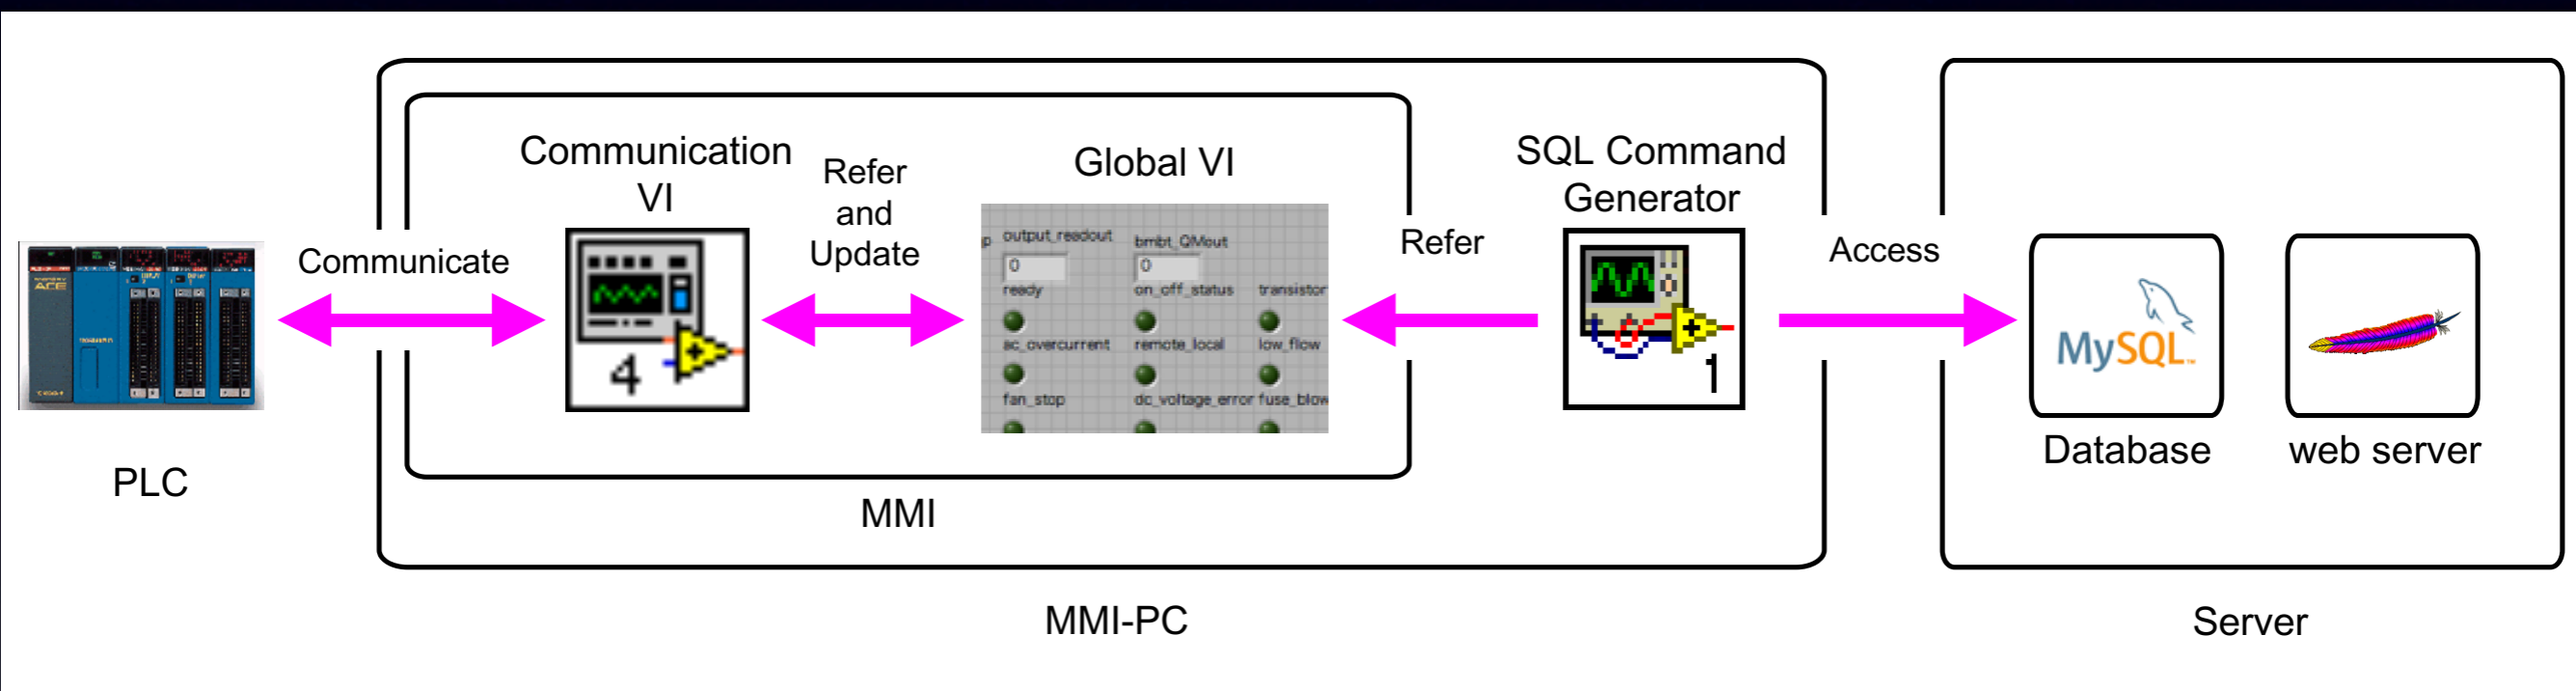 Communication
VI
Refer
and
Update
Global VI
SQL Command
Generator
Communicate
Refer
Access
ACE
output_readout
bmbt_QMout
0
0
ready
on_off_status
transistor
ac_overcurrent
remote_local
low_flow
fan_stop
dc_voltage_error
fuse_blow
4
1
MySQL
Database
web server
PLC
MMI
MMI-PC
Server